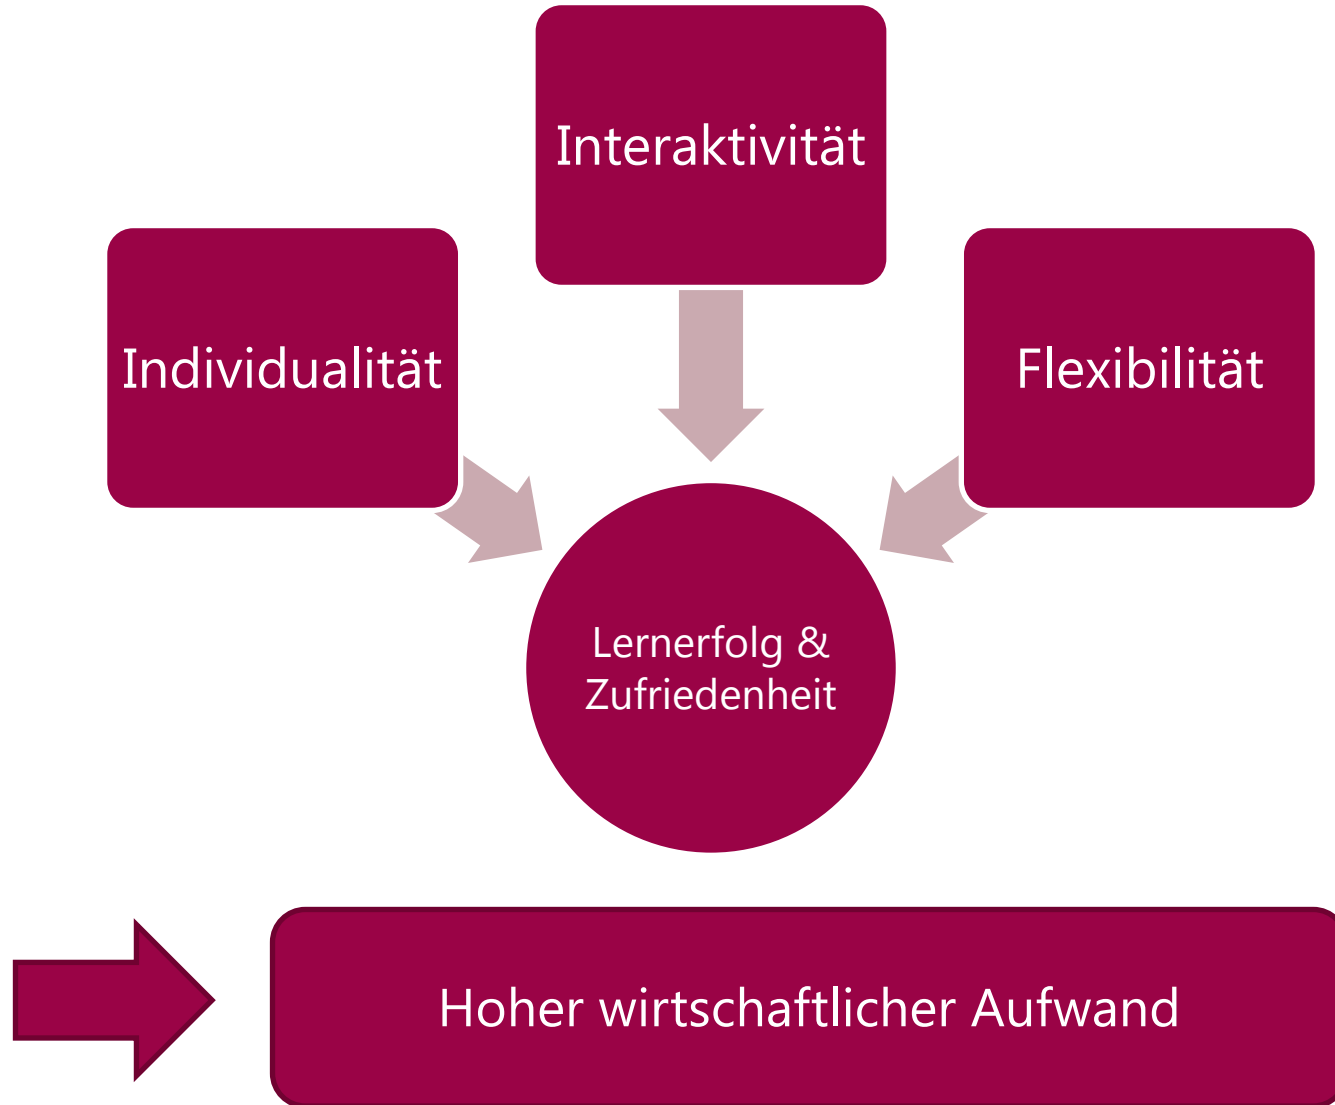 Interaktivität
Individualität
Flexibilität
Lernerfolg &
Zufriedenheit
Hoher wirtschaftlicher Aufwand